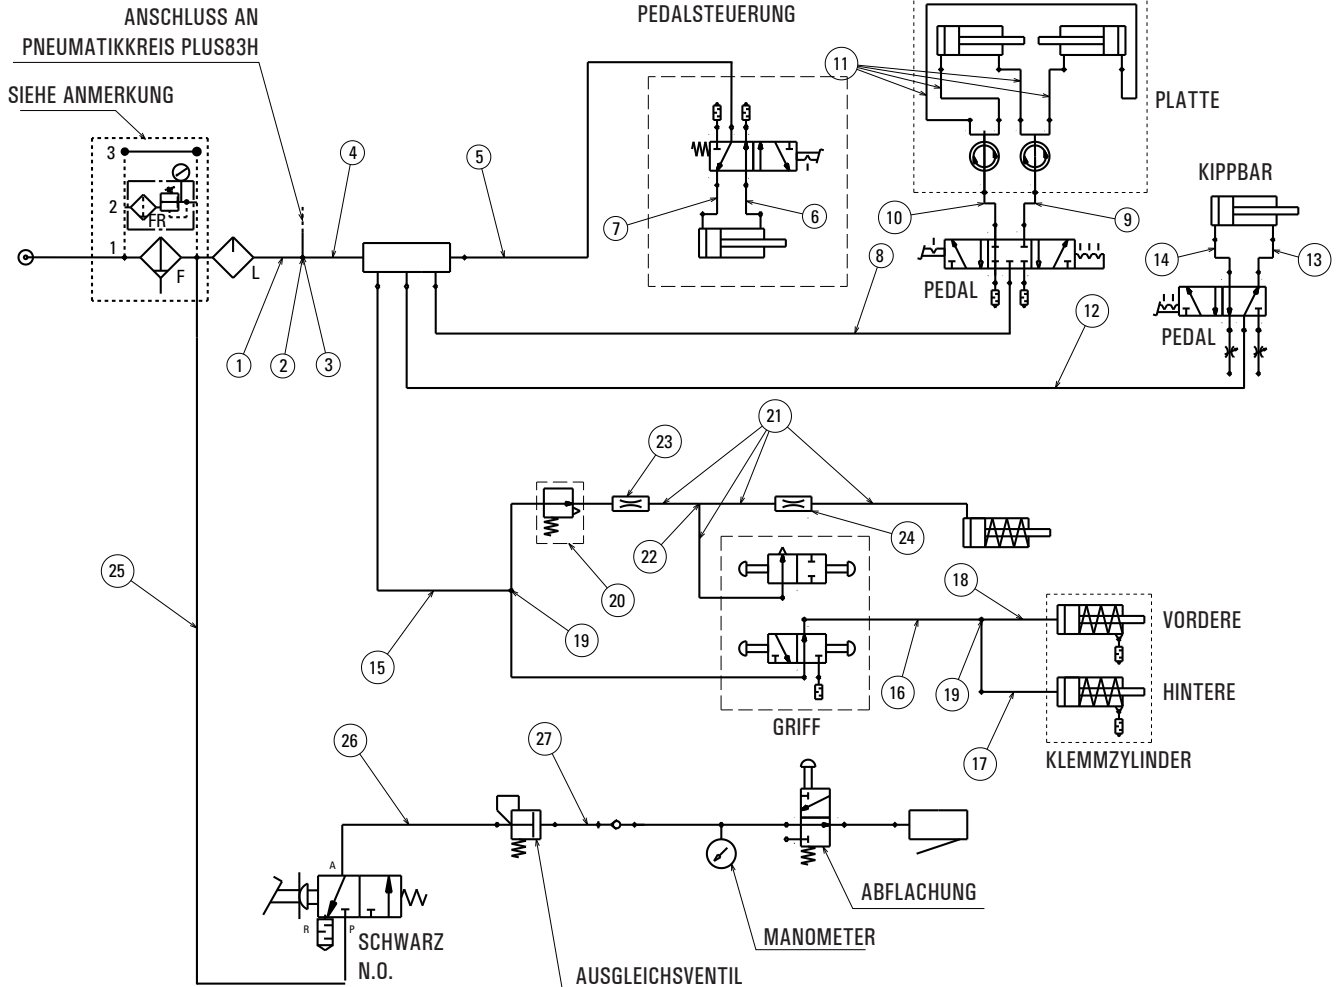 ANSCHLUSS AN
PNEUMATIKKREIS PLUS83H
SIEHE ANMERKUNG
PEDALSTEUERUNG
PLATTE
KIPPBAR
3
2
FR
1
F
L
4
5
7
6
11
10
9
8
PEDAL
14
13
PEDAL
12
1
2
3
21
23
22
24
20
19
15
25
18
VORDERE
HINTERE
16
19
17
KLEMMZYLINDER
GRIFF
26
27
A
R
P
SCHWARZ
N.O.
AUSGLEICHSVENTIL
MANOMETER
ABFLACHUNG